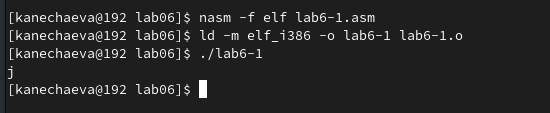 [kanechaeva@192 lab06]$ nasm -f elf lab6-1.asm
[kanechaeva@192 lab06]$ ld -m elf_i386 -o lab6-1 lab6-1.o
[kanechaeva@192 lab06]$ ./lab6-1
j
[kanechaeva@192 lab06]$